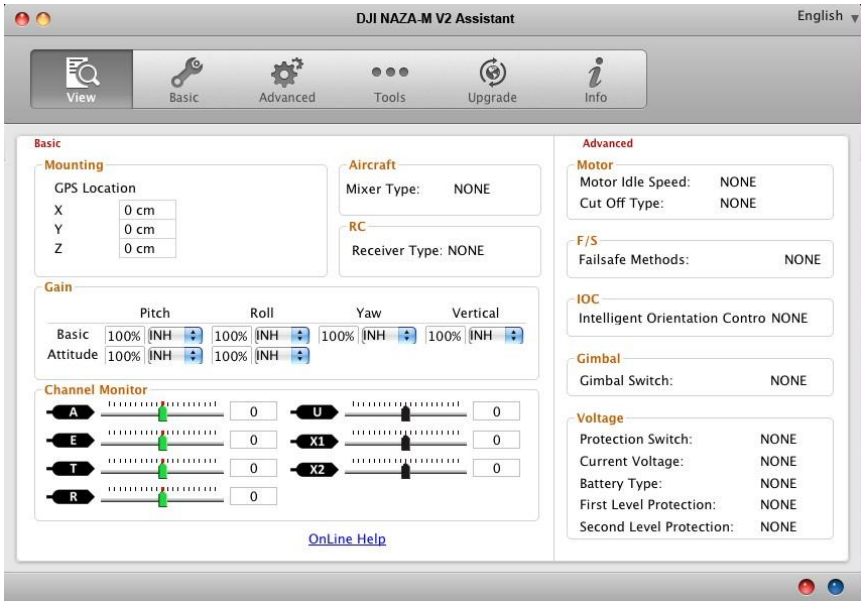 DJI NAZA-M V2 Assistant
English
View Basic Advanced Tools Upgrade Info
Basic
Mounting
GPS Location
X 0 cm
Y 0 cm
Z 0 cm
Aircraft
Mixer Type: NONE
RC
Receiver Type: NONE
Gain
Pitch Roll Yaw Vertical
Basic 100% INH 100% INH 100% INH 100% INH
Attitude 100% INH 100% INH
Channel Monitor
A 0 U 0
E 0 X1 0
T 0 X2 0
R 0
OnLine Help
Advanced
Motor
Motor Idle Speed: NONE
Cut Off Type: NONE
F/S
Failsafe Methods: NONE
IOC
Intelligent Orientation Contro NONE
Gimbal
Gimbal Switch: NONE
Voltage
Protection Switch: NONE
Current Voltage: NONE
Battery Type: NONE
First Level Protection: NONE
Second Level Protection: NONE